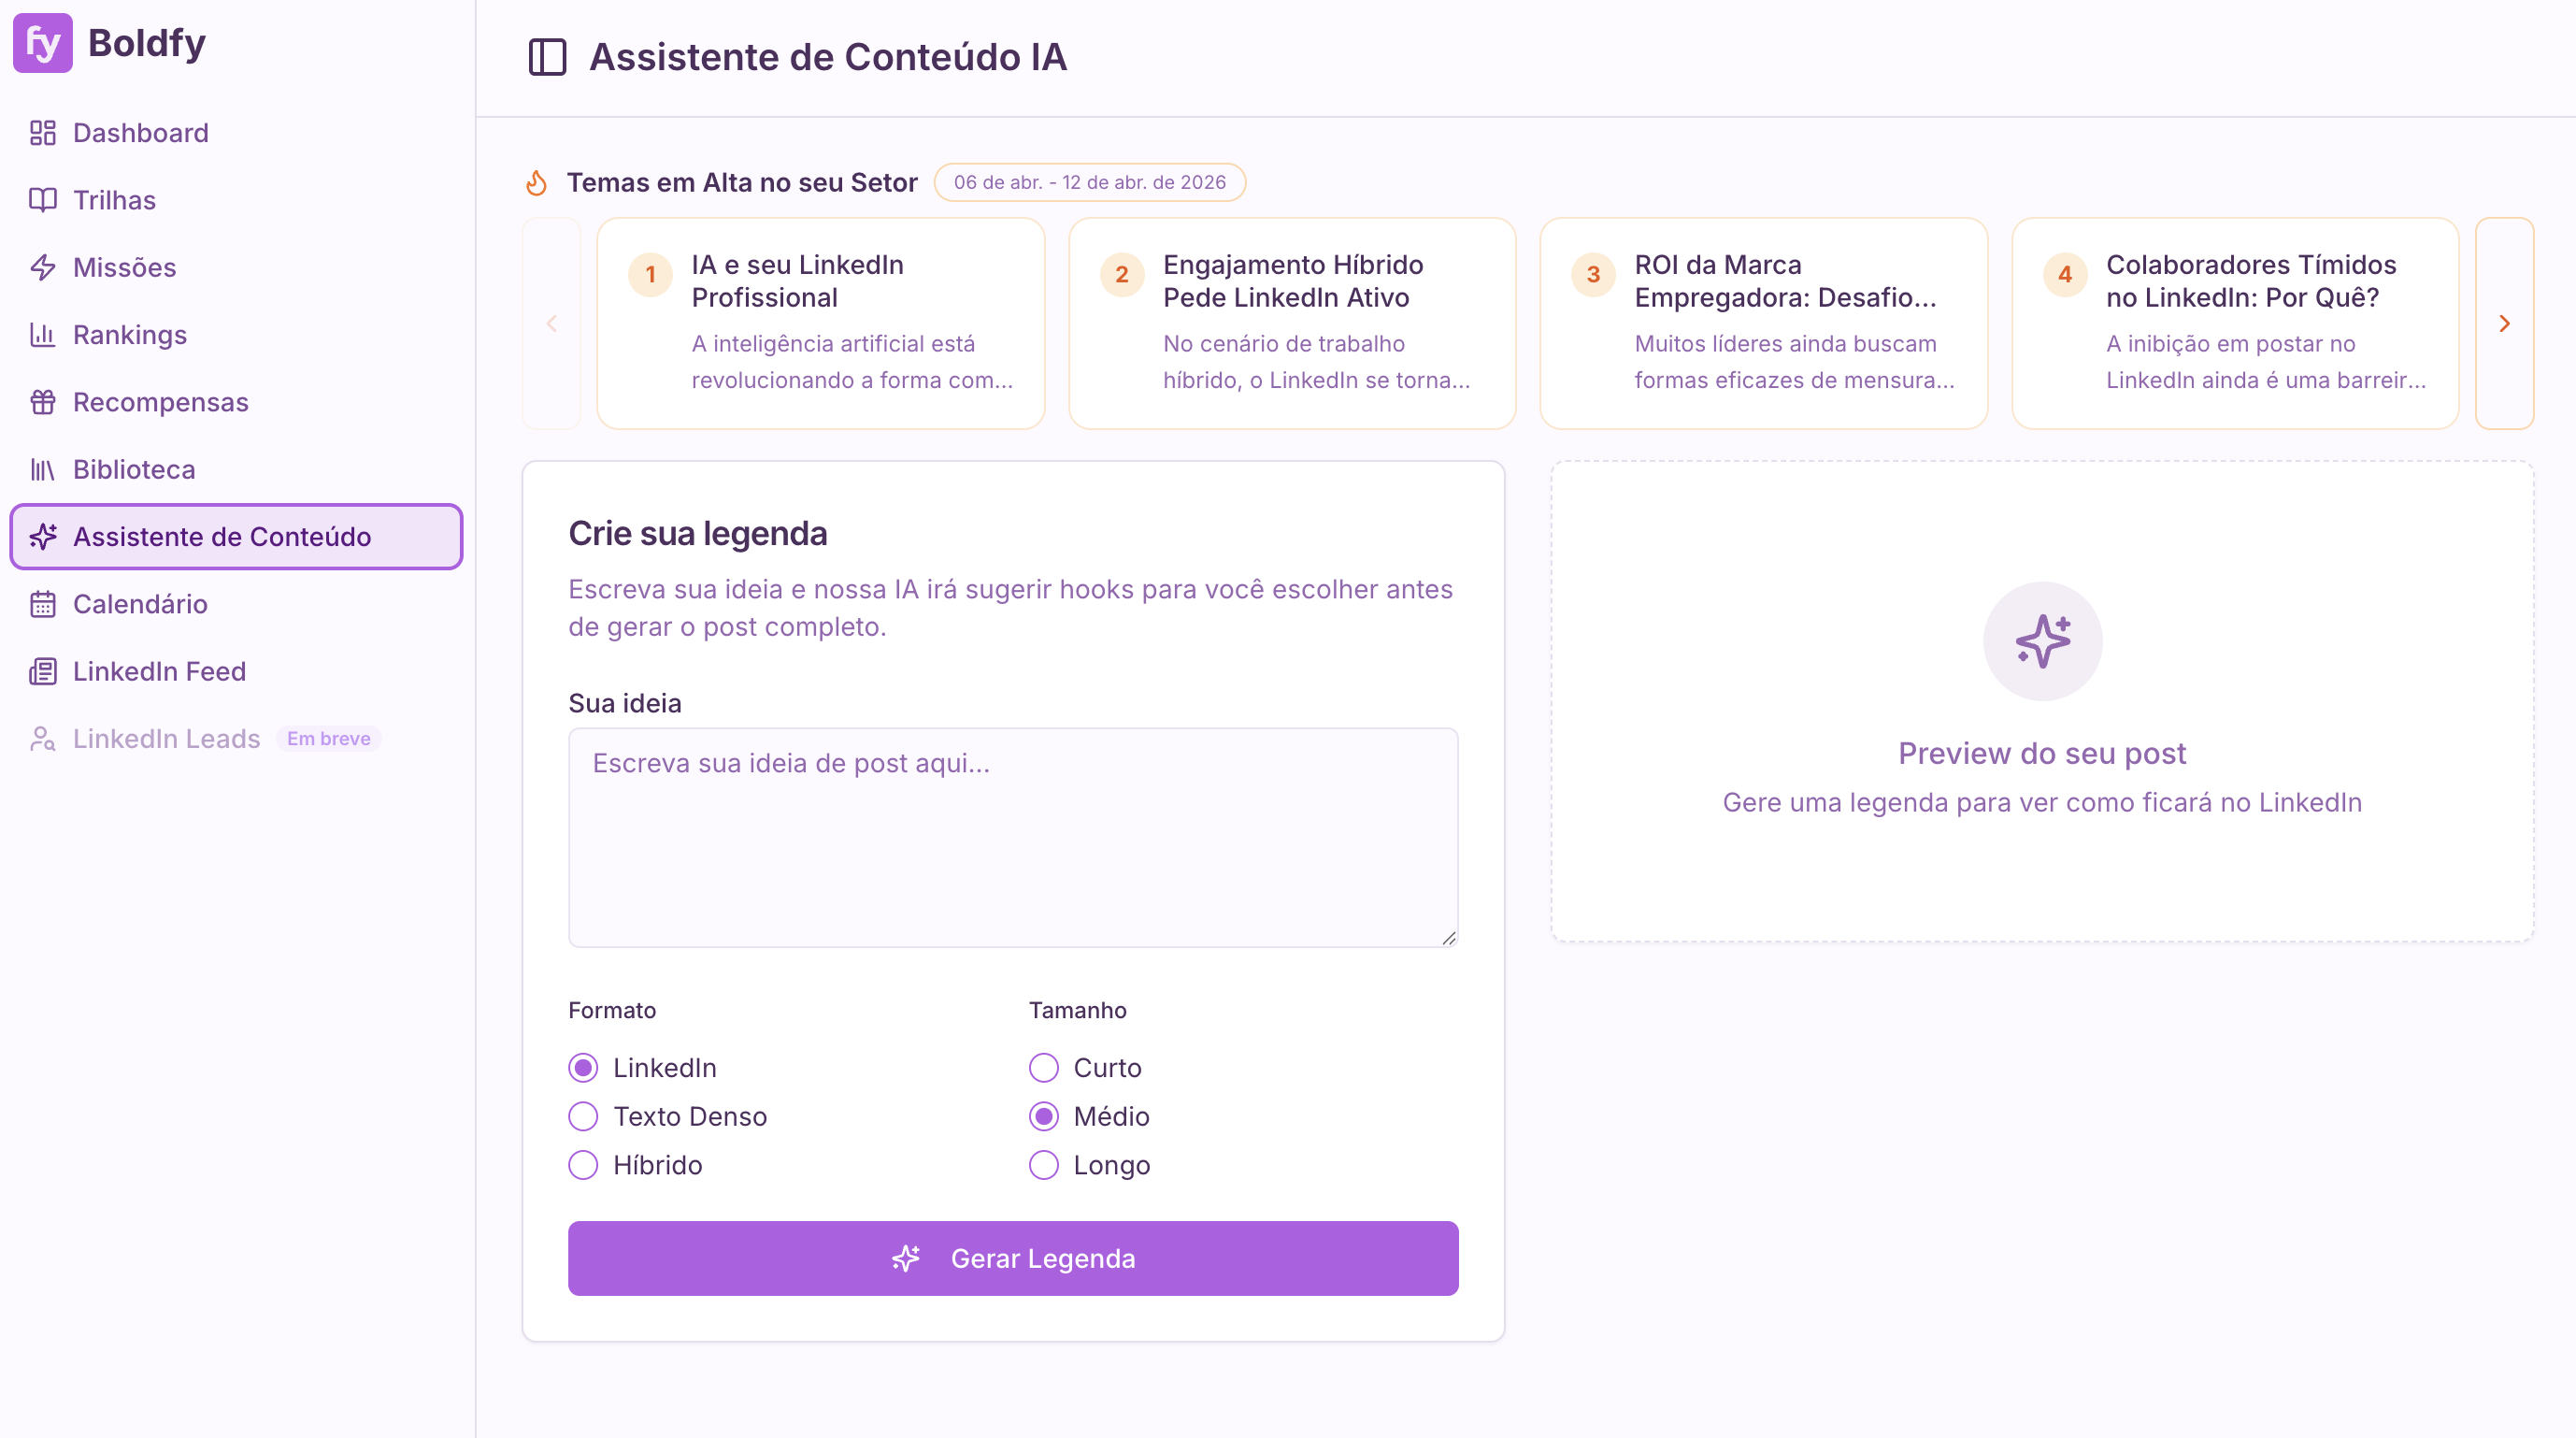 fy Boldfy
Dashboard
Trilhas
Missões
Rankings
Recompensas
Biblioteca
Assistente de Conteúdo
Calendário
LinkedIn Feed
LinkedIn Leads Em breve
Assistente de Conteúdo IA
Temas em Alta no seu Setor 06 de abr. - 12 de abr. de 2026
1
IA e seu LinkedIn
Profissional
A inteligência artificial está
revolucionando a forma com...
2
Engajamento Híbrido
Pede LinkedIn Ativo
No cenário de trabalho
híbrido, o LinkedIn se torna...
3
ROI da Marca
Empregadora: Desafio...
Muitos líderes ainda buscam
formas eficazes de mensura...
4
Colaboradores Tímidos
no LinkedIn: Por Quê?
A inibição em postar no
LinkedIn ainda é uma barreir...
Crie sua legenda
Escreva sua ideia e nossa IA irá sugerir hooks para você escolher antes
de gerar o post completo.
Sua ideia
Escreva sua ideia de post aqui...
Formato
LinkedIn
Texto Denso
Híbrido
Tamanho
Curto
Médio
Longo
Gerar Legenda
Preview do seu post
Gere uma legenda para ver como ficará no LinkedIn